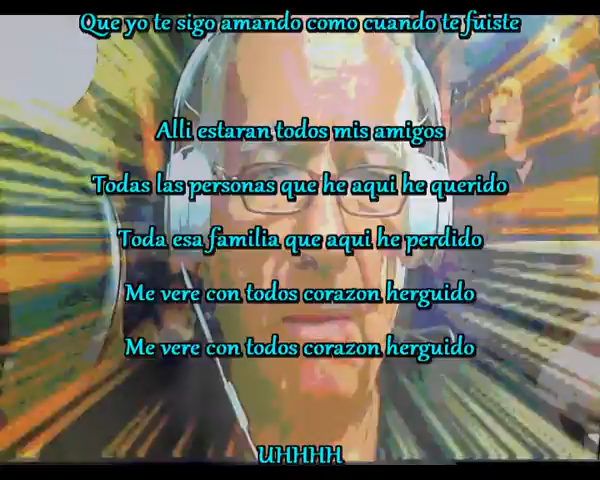 Que yo te sigo amando como cuando te fuiste
Alli estaran todos mis amigos
Todas las personas que he aqui he querido
Toda esa familia que aqui he perdido
Me vere con todos corazon herguido
Me vere con todos corazon herguido
UHHHH